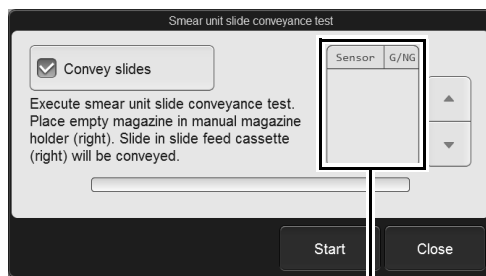 Smear unit slide conveyance test
Convey slides
Sensor G/NG
Execute smear unit slide conveyance test.
Place empty magazine in manual magazine
holder (right). Slide in slide feed cassette
(right) will be conveyed.
Start Close